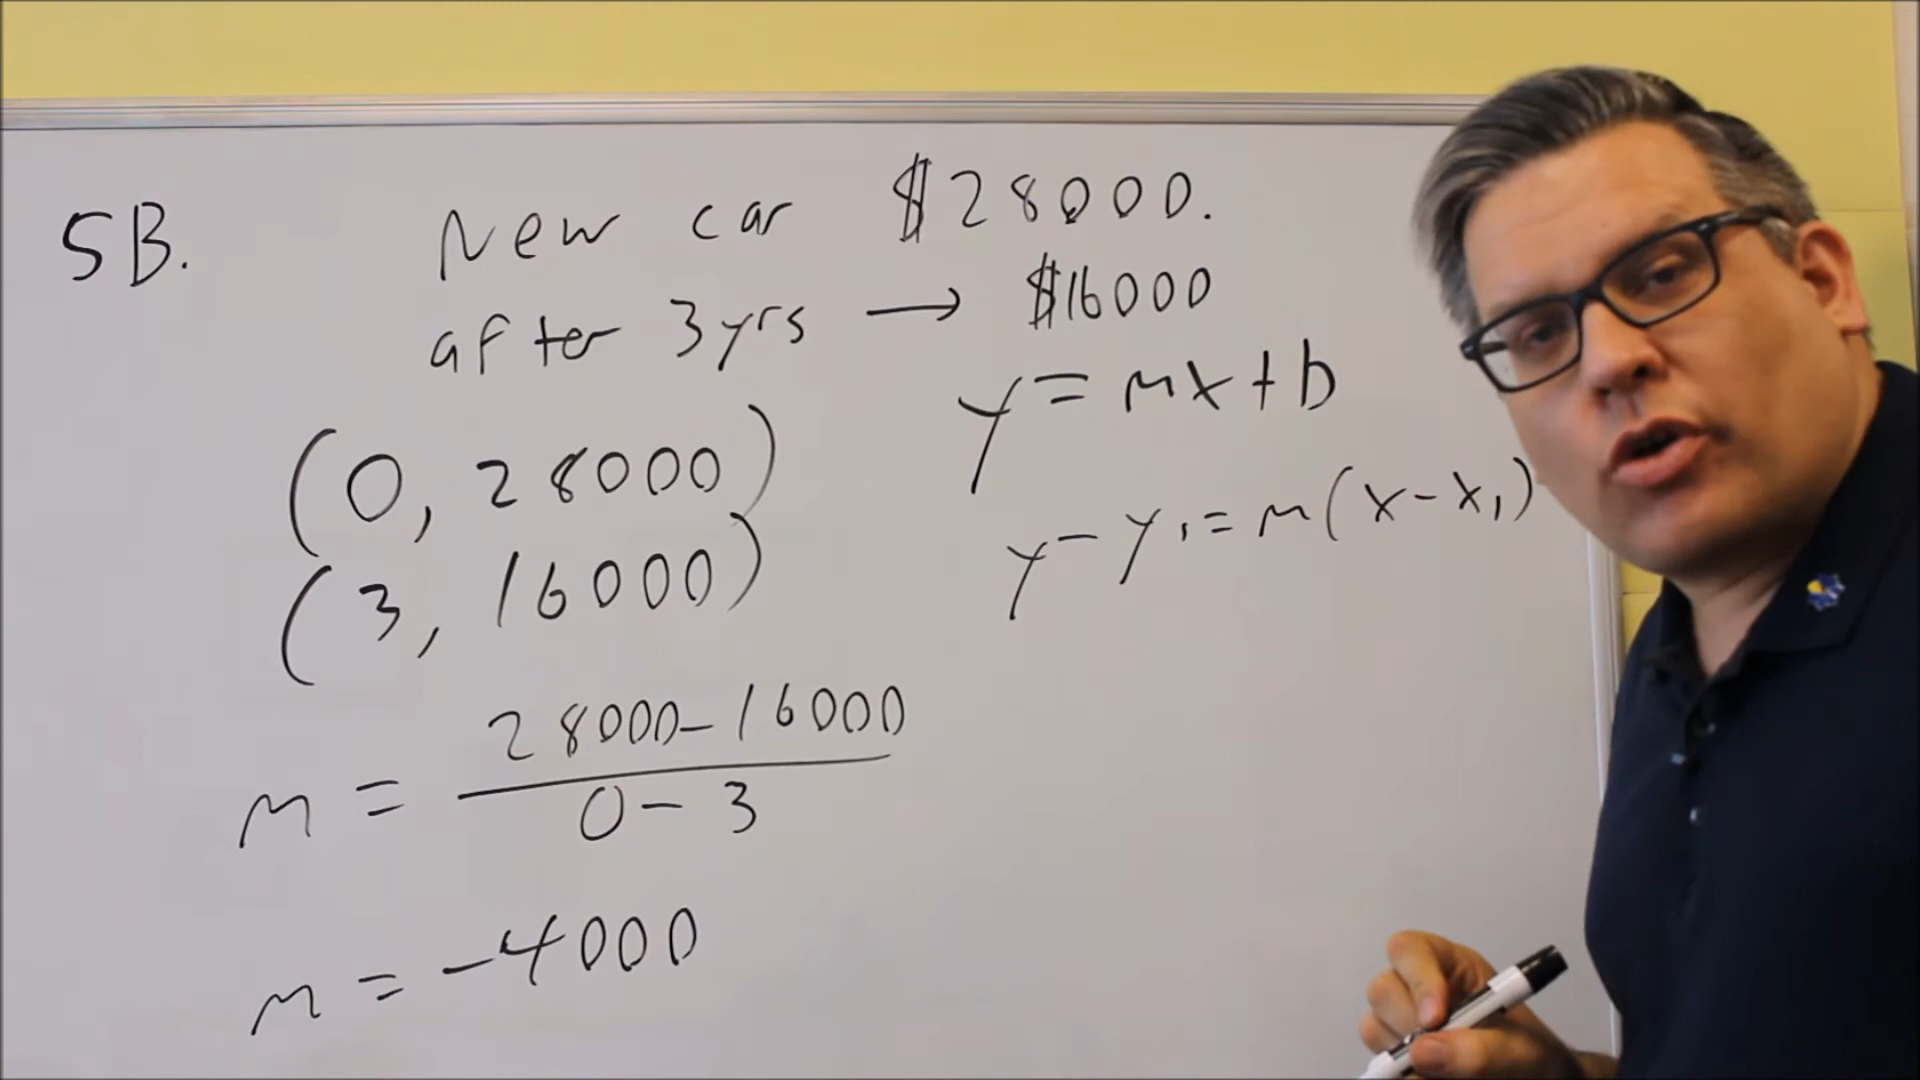 5B.
New car $28000.
after 3yrs → $16000
y = mx + b
(0, 28000)
y - y₁ = m(x - x₁)
(3, 16000)
m = 28000 - 16000
0 - 3
m = -4000